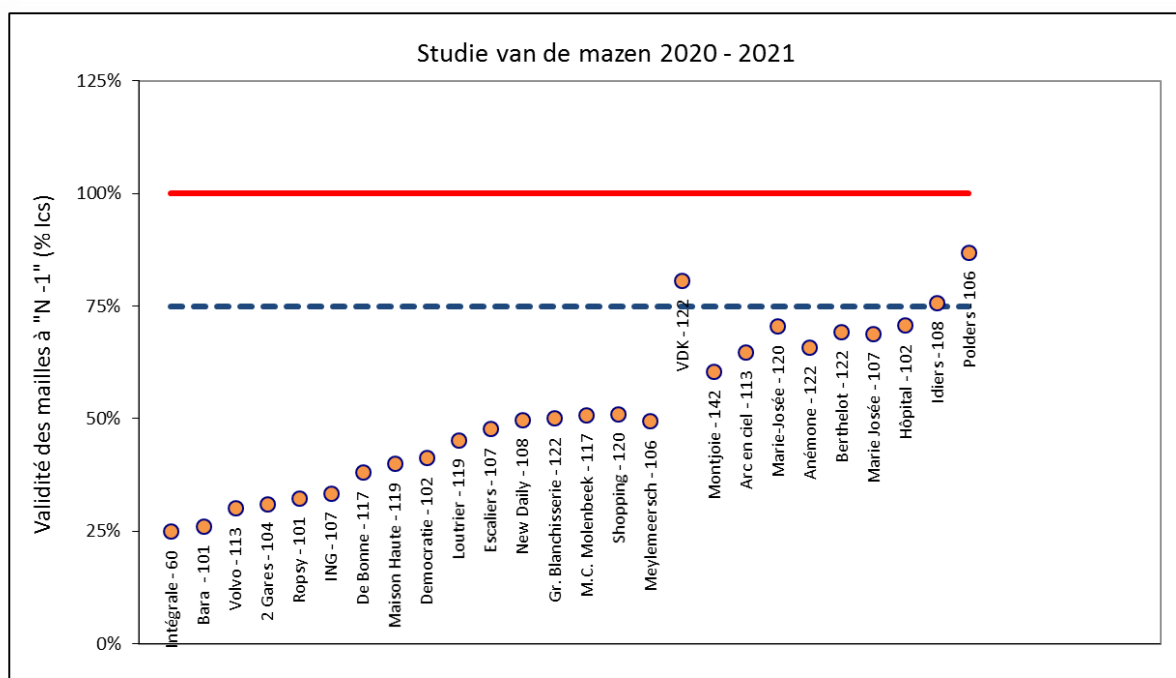 Studie van de mazen 2020 - 2021
Validité des mailles à "N -1" (% Ics)
125%
100%
75%
50%
25%
0%
Intégrale - 60
Bara - 101
Volvo - 113
2 Gares - 104
Ropsy - 101
ING - 107
De Bonne - 117
Maison Haute - 119
Democratie - 102
Loutrier - 119
Escaliers - 107
New Daily - 108
Gr. Blanchisserie - 122
M.C. Molenbeek - 117
Shopping - 120
Meylemeersch - 106
VDK - 122
Montjoie - 142
Arc en ciel - 113
Marie-Josée - 120
Anémone - 122
Berthelot - 122
Marie Josée - 107
Hôpital - 102
Idiers - 108
Polders - 106